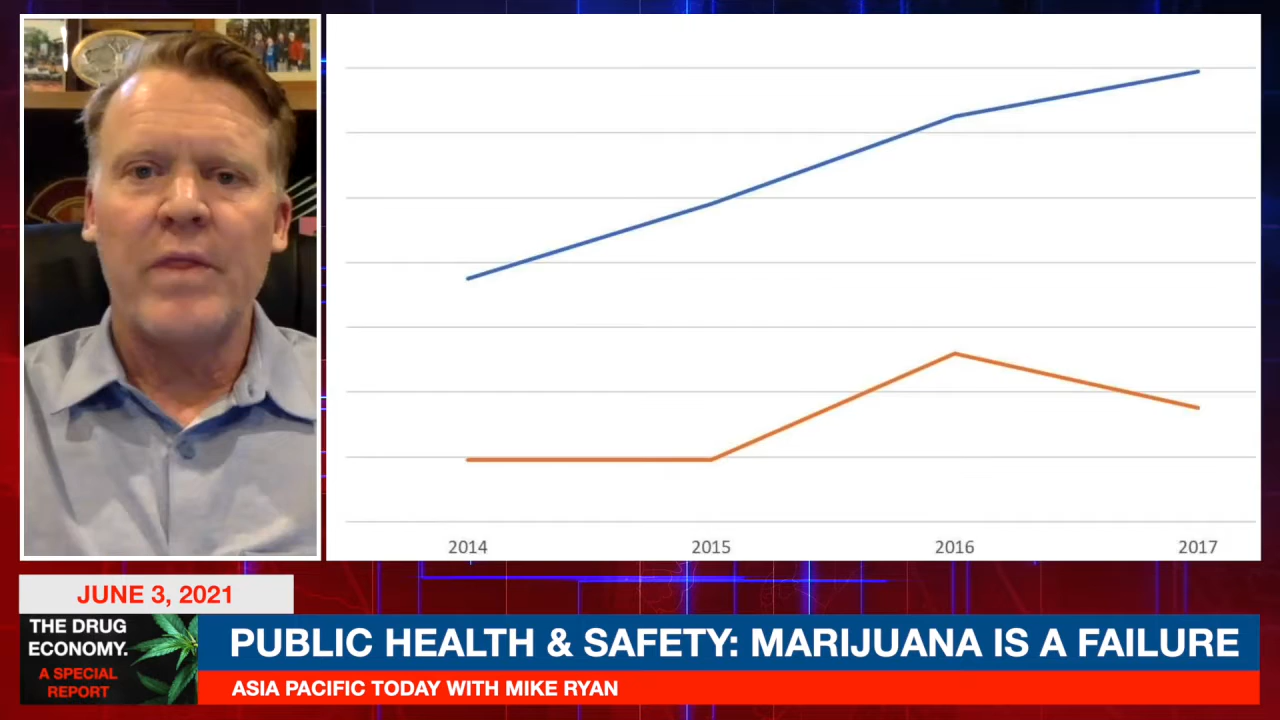 2014 2015 2016 2017
JUNE 3, 2021
THE DRUG
ECONOMY.
A SPECIAL
REPORT
PUBLIC HEALTH & SAFETY: MARIJUANA IS A FAILURE
ASIA PACIFIC TODAY WITH MIKE RYAN